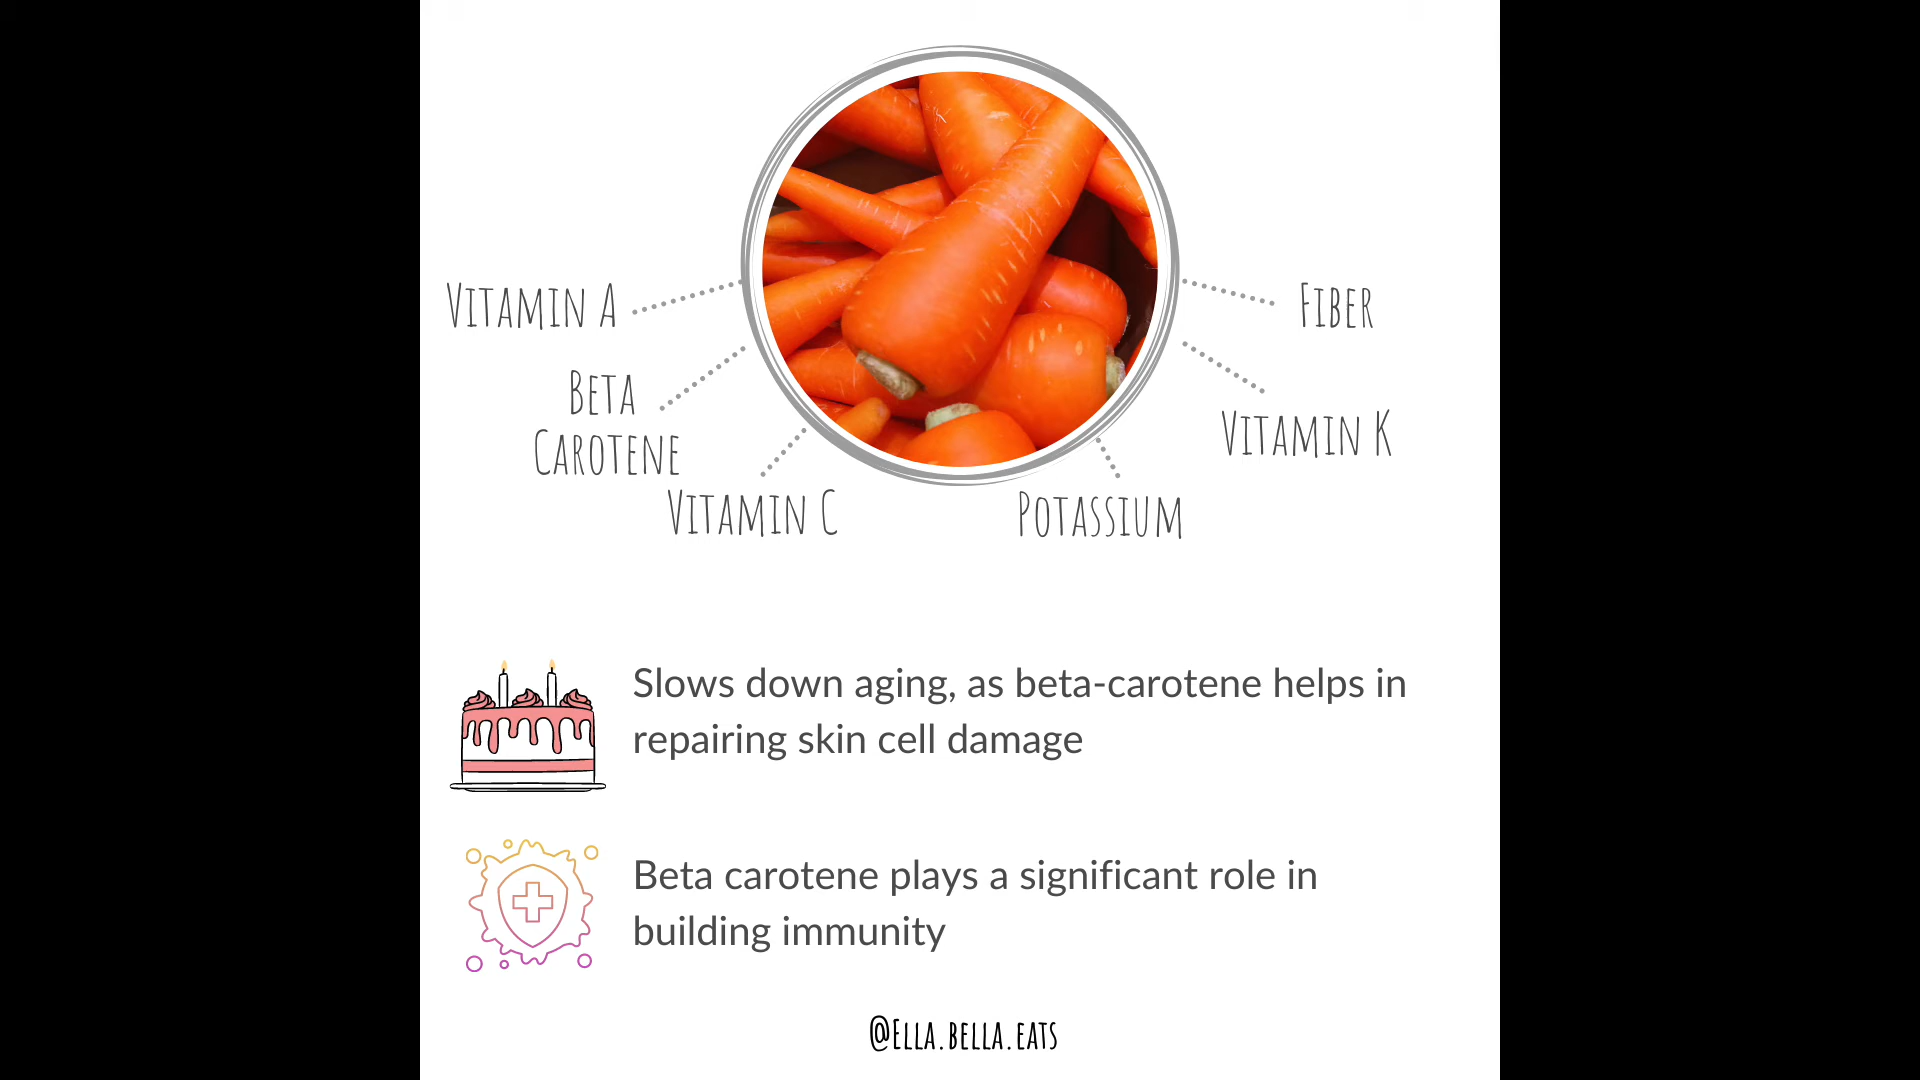 Vitamin A
Fiber
Beta
Carotene
Vitamin K
Vitamin C
Potassium
Slows down aging, as beta-carotene helps in
repairing skin cell damage
Beta carotene plays a significant role in
building immunity
@Ella.bella.eats